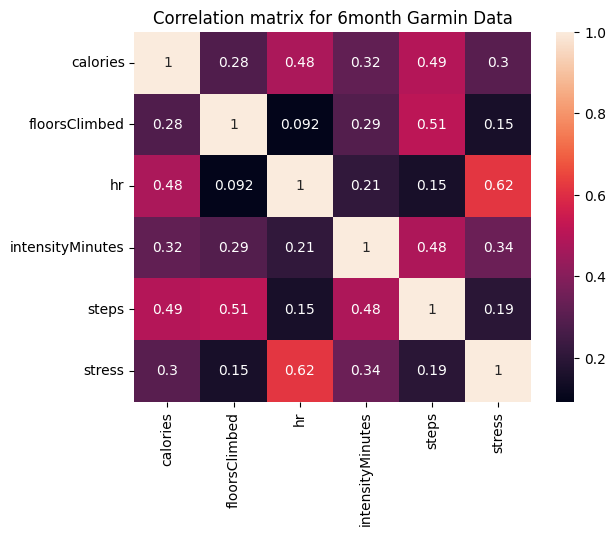 Correlation matrix for 6month Garmin Data
calories 1 0.28 0.48 0.32 0.49 0.3
floorsClimbed 0.28 1 0.092 0.29 0.51 0.15
hr 0.48 0.092 1 0.21 0.15 0.62
intensityMinutes 0.32 0.29 0.21 1 0.48 0.34
steps 0.49 0.51 0.15 0.48 1 0.19
stress 0.3 0.15 0.62 0.34 0.19 1
calories floorsClimbed hr intensityMinutes steps stress
1.0
0.8
0.6
0.4
0.2